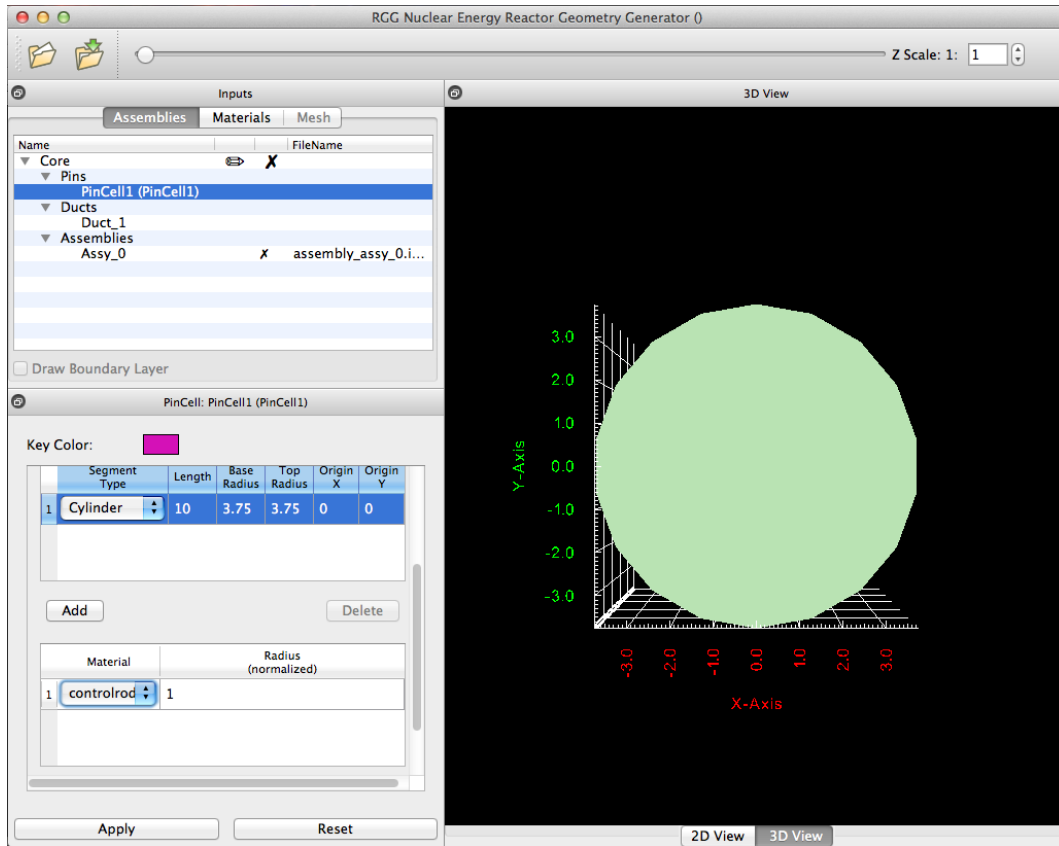 RGG Nuclear Energy Reactor Geometry Generator ()
Z Scale: 1: 1
Inputs
Assemblies Materials Mesh
Name FileName
Core
Pins
PinCell1 (PinCell1)
Ducts
Duct_1
Assemblies
Assy_0 assembly_assy_0.i...
Draw Boundary Layer
PinCell: PinCell1 (PinCell1)
Key Color:
Segment Type Length Base Radius Top Radius Origin X Origin Y
1 Cylinder 10 3.75 3.75 0 0
Add Delete
Material Radius (normalized)
1 controlrod 1
Apply Reset
3D View
3.0
2.0
1.0
0.0
-1.0
-2.0
-3.0
Y-Axis
-3.0 -2.0 -1.0 0.0 1.0 2.0 3.0
X-Axis
2D View 3D View